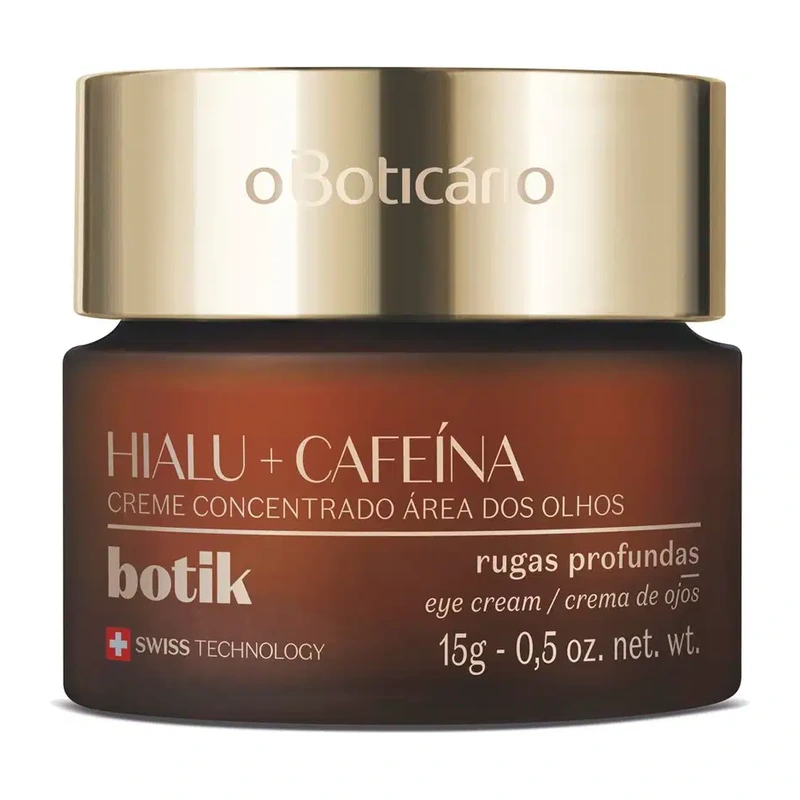 oBoticário
HIALU + CAFEÍNA
CREME CONCENTRADO ÁREA DOS OLHOS
botik
rugas profundas
eye cream / crema de ojos
SWISS TECHNOLOGY
15g - 0,5 oz. net. wt.